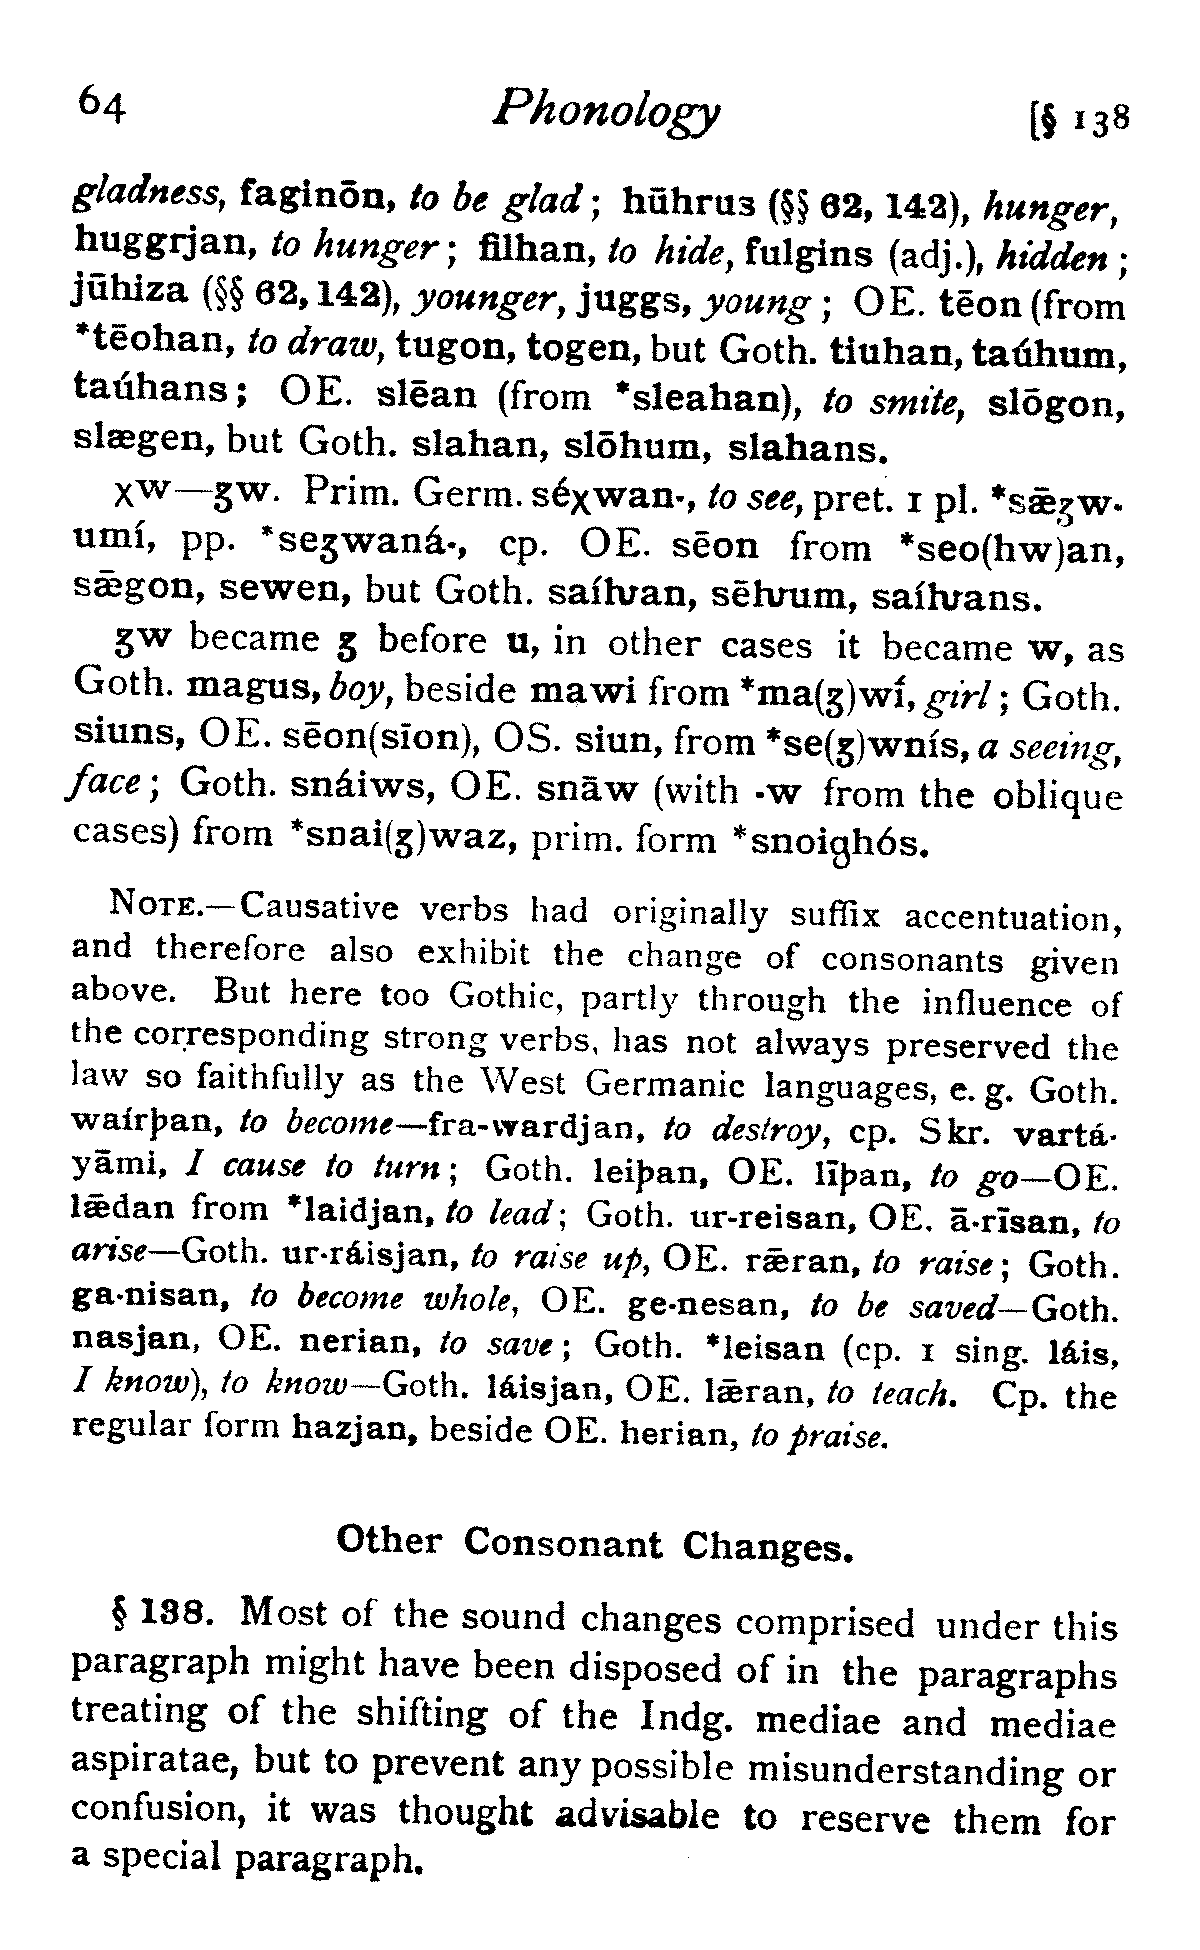 64 Phonology [§ 138
gladness, faginōn, to be glad; hūhrus (§§ 62, 142), hunger,
huggrjan, to hunger; filhan, to hide, fulgins (adj.), hidden;
jūhiza (§§ 62, 142), younger, juggs, young; OE. tēon (from
*tēohan, to draw, tugon, togen, but Goth. tiuhan, taúhum,
taúhans; OE. slēan (from *sleahan), to smite, slōgon,
slægen, but Goth. slahan, slōhum, slahans.
χw—ʒw. Prim. Germ. séχwan-, to see, pret. 1 pl. *sǣʒw-
umí, pp. *seʒwaná-, cp. OE. sēon from *seo(hw)an,
sǣgon, sewen, but Goth. saíƕan, sēƕum, saíƕans.
ʒw became ʒ before u, in other cases it became w, as
Goth. magus, boy, beside mawi from *ma(ʒ)wí, girl; Goth.
siuns, OE. sēon(sīon), OS. siun, from *se(ʒ)wnís, a seeing,
face; Goth. snáiws, OE. snāw (with -w from the oblique
cases) from *snai(ʒ)waz, prim. form *snoighós.
NOTE.—Causative verbs had originally suffix accentuation,
and therefore also exhibit the change of consonants given
above. But here too Gothic, partly through the influence of
the corresponding strong verbs, has not always preserved the
law so faithfully as the West Germanic languages, e. g. Goth.
waírþan, to become—fra-wardjan, to destroy, cp. Skr. vartá-
yāmi, I cause to turn; Goth. leiþan, OE. līþan, to go—OE.
lǣdan from *laidjan, to lead; Goth. ur-reisan, OE. ā-rīsan, to
arise—Goth. ur-ráisjan, to raise up, OE. rǣran, to raise; Goth.
ga-nisan, to become whole, OE. ge-nesan, to be saved—Goth.
nasjan, OE. nerian, to save; Goth. *leisan (cp. 1 sing. láis,
I know), to know—Goth. láisjan, OE. lǣran, to teach. Cp. the
regular form hazjan, beside OE. herian, to praise.
Other Consonant Changes.
§ 138. Most of the sound changes comprised under this
paragraph might have been disposed of in the paragraphs
treating of the shifting of the Indg. mediae and mediae
aspiratae, but to prevent any possible misunderstanding or
confusion, it was thought advisable to reserve them for
a special paragraph.